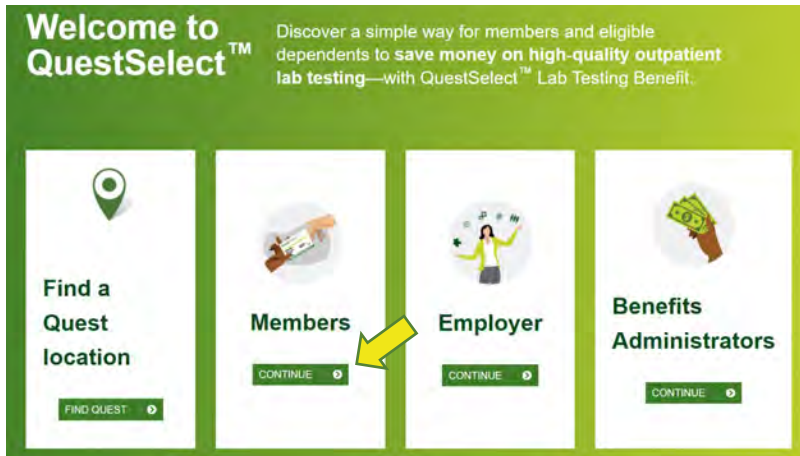 Welcome to
QuestSelect™
Discover a simple way for members and eligible
dependents to save money on high-quality outpatient
lab testing—with QuestSelect™ Lab Testing Benefit.
Find a
Quest
location
FIND QUEST
Members
CONTINUE
Employer
CONTINUE
Benefits
Administrators
CONTINUE